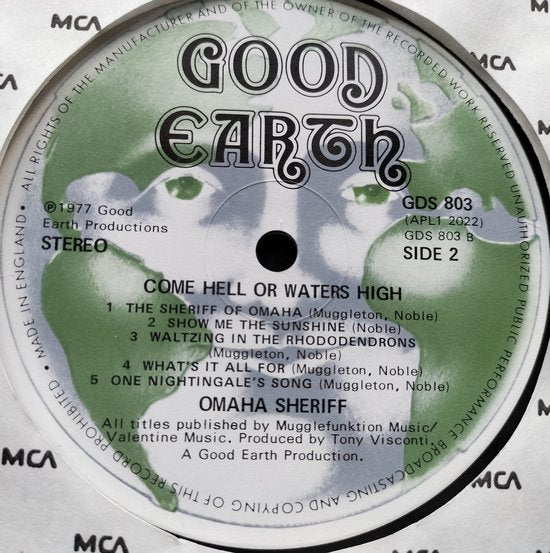 MCA
MCA
MCA
MCA
ALL RIGHTS OF THE MANUFACTURER AND OF THE OWNER OF THE RECORDED WORK RESERVED UNAUTHORIZED PUBLIC PERFORMANCE BROADCASTING AND COPYING OF THIS RECORD PROHIBITED • MADE IN ENGLAND •
GOOD
EARTH
℗1977 Good
Earth Productions
STEREO
GDS 803
(APL1 2022)
GDS 803 B
SIDE 2
COME HELL OR WATERS HIGH
1 THE SHERIFF OF OMAHA (Muggleton, Noble)
2 SHOW ME THE SUNSHINE (Noble)
3 WALTZING IN THE RHODODENDRONS
(Muggleton, Noble)
4 WHAT'S IT ALL FOR (Muggleton, Noble)
5 ONE NIGHTINGALE'S SONG (Muggleton, Noble)
OMAHA SHERIFF
All titles published by Mugglefunktion Music/
Valentine Music. Produced by Tony Visconti.
A Good Earth Production.
MCA
MCA
MCA
MCA